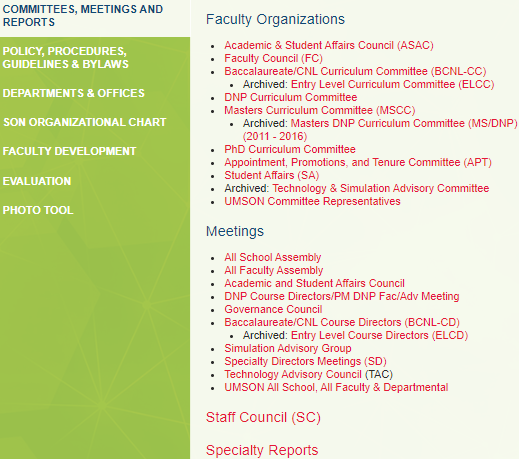 COMMITTEES, MEETINGS AND
REPORTS
POLICY, PROCEDURES,
GUIDELINES & BYLAWS
DEPARTMENTS & OFFICES
SON ORGANIZATIONAL CHART
FACULTY DEVELOPMENT
EVALUATION
PHOTO TOOL
Faculty Organizations
• Academic & Student Affairs Council (ASAC)
• Faculty Council (FC)
• Baccalaureate/CNL Curriculum Committee (BCNL-CC)
• Archived: Entry Level Curriculum Committee (ELCC)
• DNP Curriculum Committee
• Masters Curriculum Committee (MSCC)
• Archived: Masters DNP Curriculum Committee (MS/DNP)
(2011 - 2016)
• PhD Curriculum Committee
• Appointment, Promotions, and Tenure Committee (APT)
• Student Affairs (SA)
• Archived: Technology & Simulation Advisory Committee
• UMSON Committee Representatives
Meetings
• All School Assembly
• All Faculty Assembly
• Academic and Student Affairs Council
• DNP Course Directors/PM DNP Fac/Adv Meeting
• Governance Council
• Baccalaureate/CNL Course Directors (BCNL-CD)
• Archived: Entry Level Course Directors (ELCD)
• Simulation Advisory Group
• Specialty Directors Meetings (SD)
• Technology Advisory Council (TAC)
• UMSON All School, All Faculty & Departmental
Staff Council (SC)
Specialty Reports